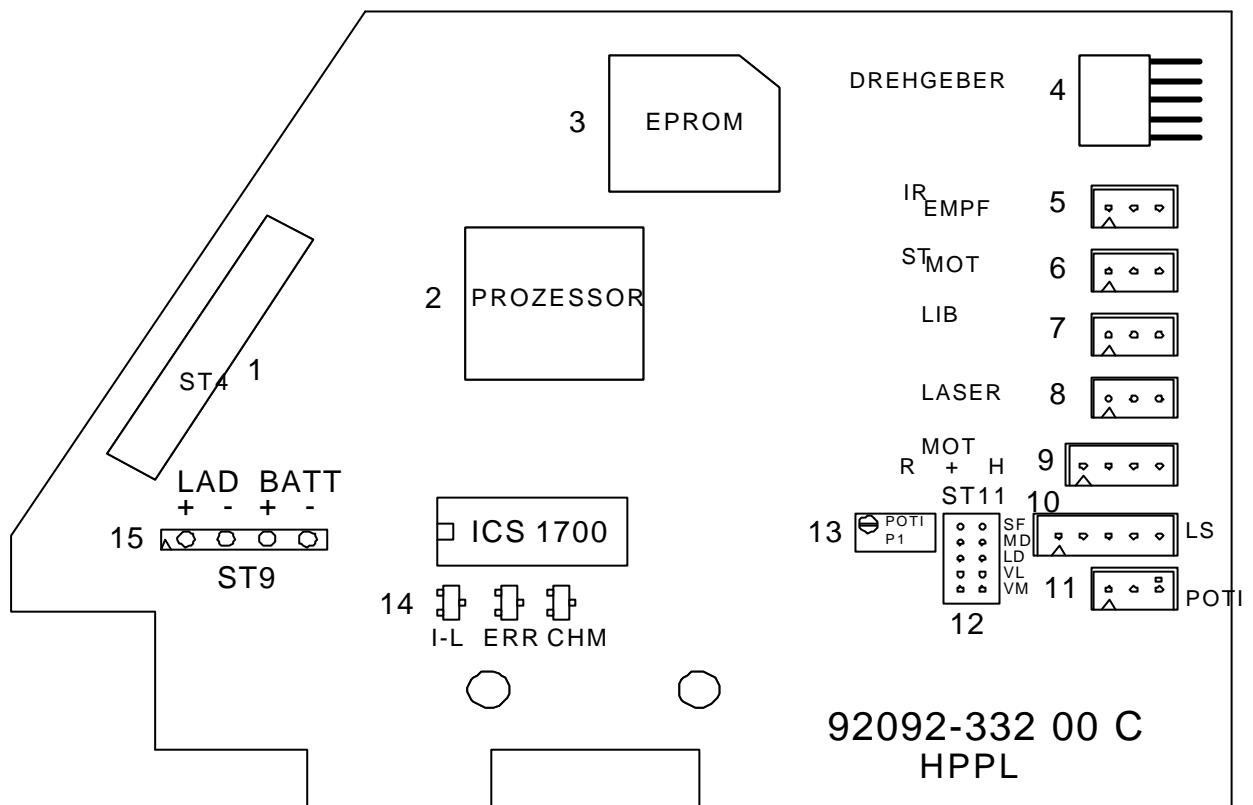 DREHGEBER 4
3 EPROM
IR EMPF 5
ST MOT 6
2 PROZESSOR
LIB 7
ST4 1
LASER 8
MOT
R + H 9
LAD BATT
+ - + -
15
ST9
ICS 1700
ST11 10
13 POTI
P1
SF
MD
LD
VL
VM
LS
12
11 POTI
14
I-L ERR CHM
92092-332 00 C
HPPL